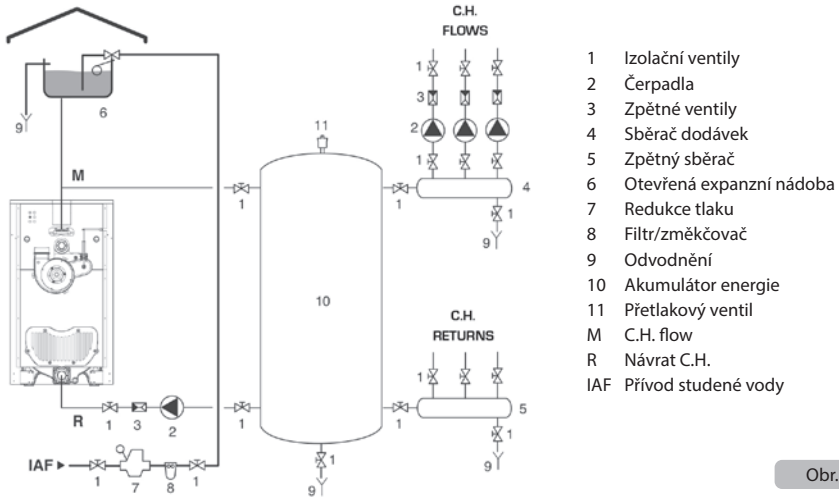 C.H.
FLOWS
1
3
2
1
11
6
9
M
1
1
4
1
9
10
C.H.
RETURNS
1
R
1
3
2
1
1
5
1
9
IAF
1
7
8
1
1
9
1 Izolační ventily
2 Čerpadla
3 Zpětné ventily
4 Sběrač dodávek
5 Zpětný sběrač
6 Otevřená expanzní nádoba
7 Redukce tlaku
8 Filtr/změkčovač
9 Odvodnění
10 Akumulátor energie
11 Přetlakový ventil
M C.H. flow
R Návrat C.H.
IAF Přívod studené vody
Obr.